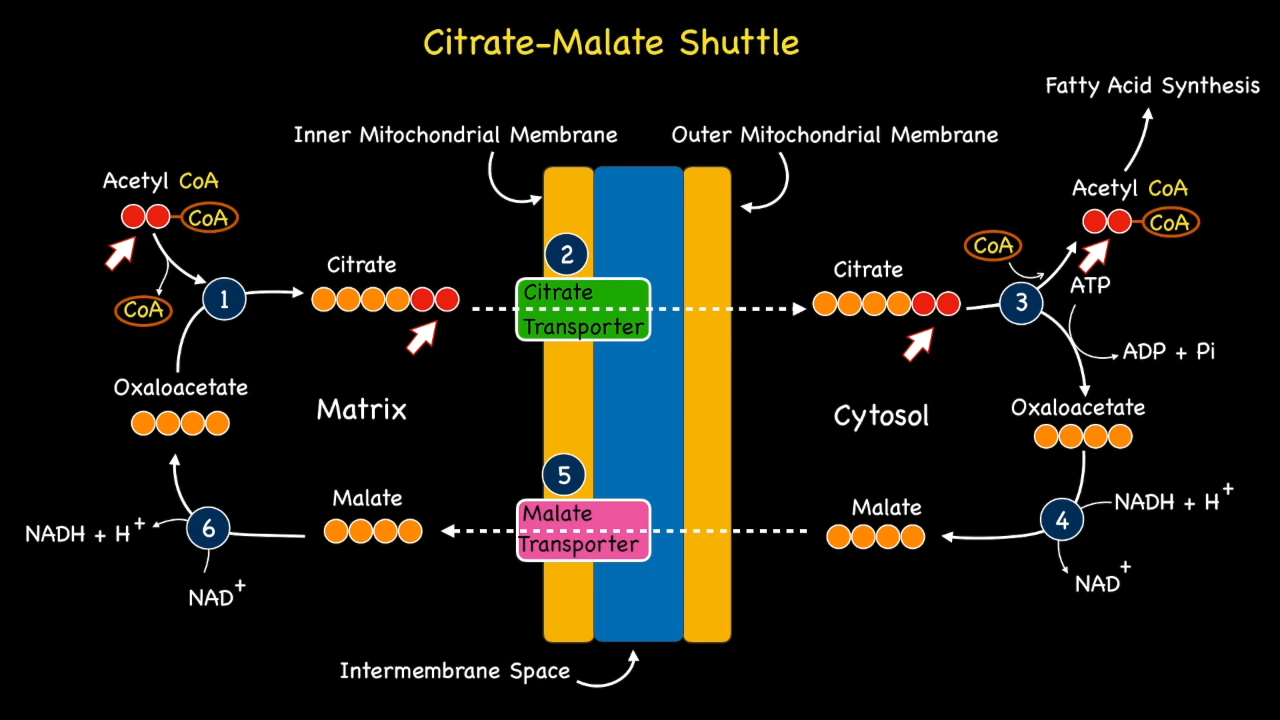 Citrate-Malate Shuttle
Fatty Acid Synthesis
Inner Mitochondrial Membrane
Outer Mitochondrial Membrane
Acetyl CoA
CoA
Acetyl CoA
CoA
2
CoA
Citrate
Citrate
ATP
1
Citrate
Transporter
3
CoA
ADP + Pi
Oxaloacetate
Matrix
Cytosol
Oxaloacetate
5
Malate
Malate
NADH + H+
6
NADH + H+
Malate
Transporter
4
NAD+
NAD+
Intermembrane Space